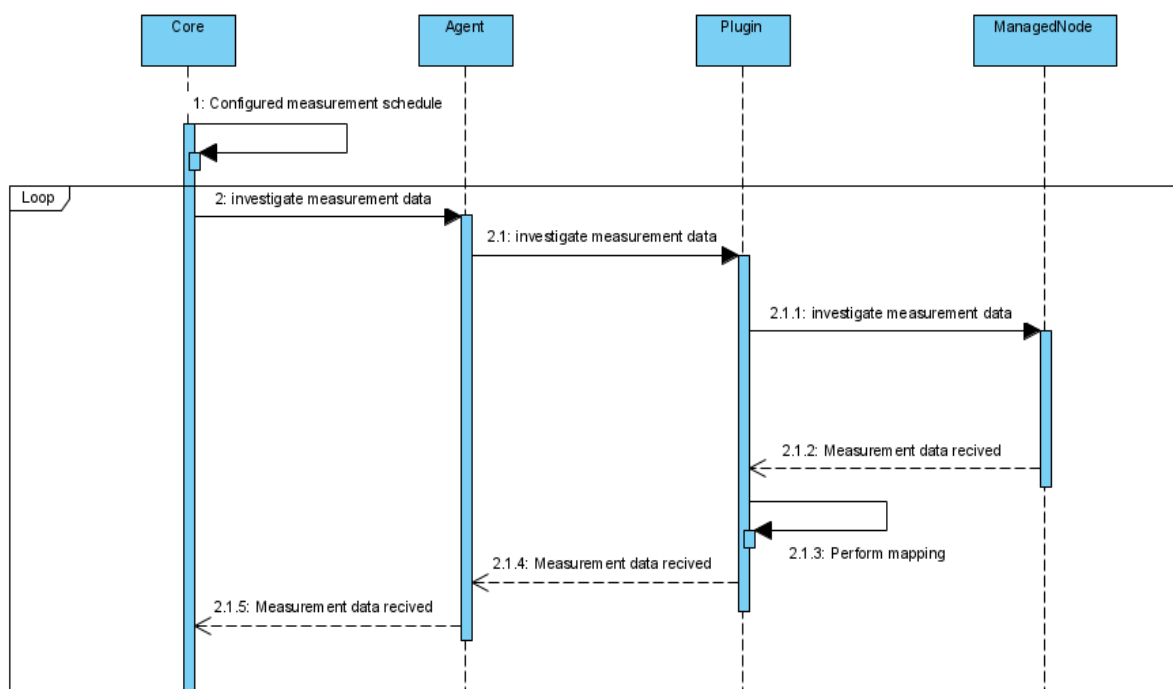 Core
Agent
Plugin
ManagedNode
1: Configured measurement schedule
Loop
2: investigate measurement data
2.1: investigate measurement data
2.1.1: investigate measurement data
2.1.2: Measurement data recived
2.1.3: Perform mapping
2.1.4: Measurement data recived
2.1.5: Measurement data recived